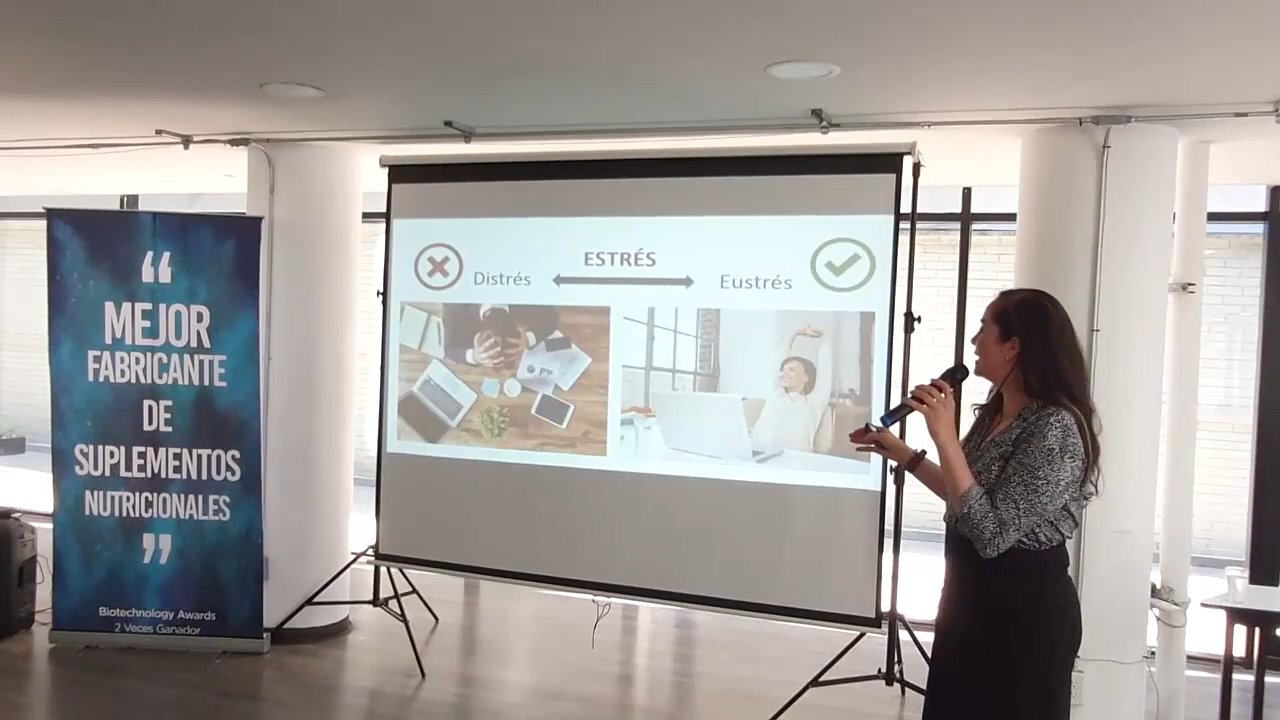 “
MEJOR
FABRICANTE
DE
SUPLEMENTOS
NUTRICIONALES
”
Biotechnology Awards
2 Veces Ganador
ESTRÉS
Distrés
Eustrés